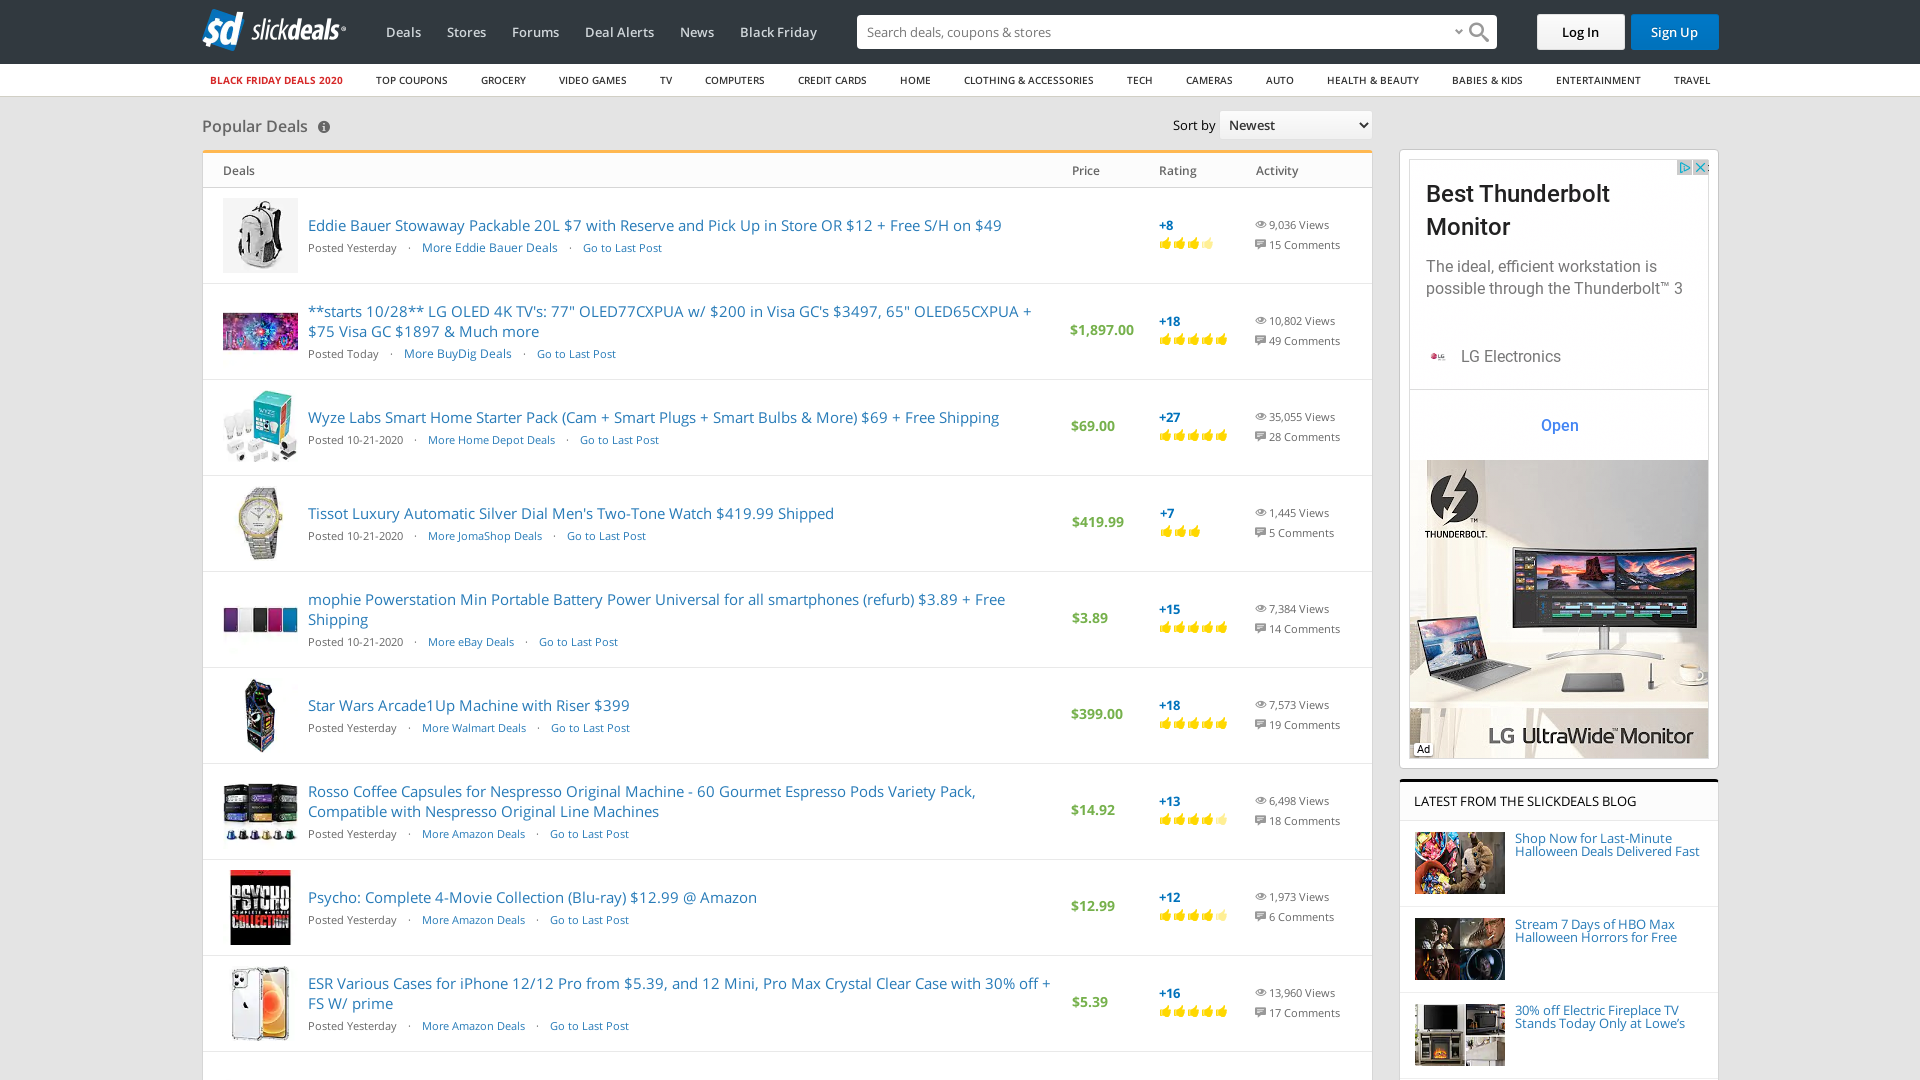 sd slickdeals
Deals Stores Forums Deal Alerts News Black Friday
Search deals, coupons & stores
Log In Sign Up
BLACK FRIDAY DEALS 2020 TOP COUPONS GROCERY VIDEO GAMES TV COMPUTERS CREDIT CARDS HOME CLOTHING & ACCESSORIES TECH CAMERAS AUTO HEALTH & BEAUTY BABIES & KIDS ENTERTAINMENT TRAVEL
Popular Deals
Sort by Newest
Deals Price Rating Activity
Eddie Bauer Stowaway Packable 20L $7 with Reserve and Pick Up in Store OR $12 + Free S/H on $49
Posted Yesterday · More Eddie Bauer Deals · Go to Last Post
+8
9,036 Views
15 Comments
**starts 10/28** LG OLED 4K TV's: 77" OLED77CXPUA w/ $200 in Visa GC's $3497, 65" OLED65CXPUA +
$75 Visa GC $1897 & Much more
Posted Today · More BuyDig Deals · Go to Last Post
$1,897.00
+18
10,802 Views
49 Comments
Wyze Labs Smart Home Starter Pack (Cam + Smart Plugs + Smart Bulbs & More) $69 + Free Shipping
Posted 10-21-2020 · More Home Depot Deals · Go to Last Post
$69.00
+27
35,055 Views
28 Comments
Tissot Luxury Automatic Silver Dial Men's Two-Tone Watch $419.99 Shipped
Posted 10-21-2020 · More JomaShop Deals · Go to Last Post
$419.99
+7
1,445 Views
5 Comments
mophie Powerstation Min Portable Battery Power Universal for all smartphones (refurb) $3.89 + Free
Shipping
Posted 10-21-2020 · More eBay Deals · Go to Last Post
$3.89
+15
7,384 Views
14 Comments
Star Wars Arcade1Up Machine with Riser $399
Posted Yesterday · More Walmart Deals · Go to Last Post
$399.00
+18
7,573 Views
19 Comments
Rosso Coffee Capsules for Nespresso Original Machine - 60 Gourmet Espresso Pods Variety Pack,
Compatible with Nespresso Original Line Machines
Posted Yesterday · More Amazon Deals · Go to Last Post
$14.92
+13
6,498 Views
18 Comments
PSYCHO
COMPLETE 4-MOVIE
COLLECTION
Psycho: Complete 4-Movie Collection (Blu-ray) $12.99 @ Amazon
Posted Yesterday · More Amazon Deals · Go to Last Post
$12.99
+12
1,973 Views
6 Comments
ESR Various Cases for iPhone 12/12 Pro from $5.39, and 12 Mini, Pro Max Crystal Clear Case with 30% off +
FS W/ prime
Posted Yesterday · More Amazon Deals · Go to Last Post
$5.39
+16
13,960 Views
17 Comments
Best Thunderbolt
Monitor
The ideal, efficient workstation is
possible through the Thunderbolt™ 3
LG
LG Electronics
Open
THUNDERBOLT.
LG UltraWide™ Monitor
Ad
LATEST FROM THE SLICKDEALS BLOG
Shop Now for Last-Minute
Halloween Deals Delivered Fast
Stream 7 Days of HBO Max
Halloween Horrors for Free
30% off Electric Fireplace TV
Stands Today Only at Lowe's